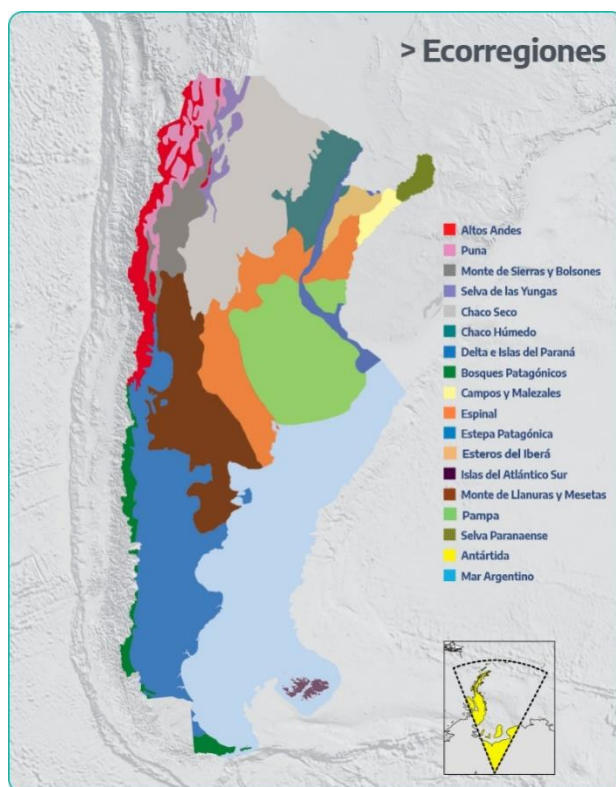 > Ecorregiones
Altos Andes
Puna
Monte de Sierras y Bolsones
Selva de las Yungas
Chaco Seco
Chaco Húmedo
Delta e Islas del Paraná
Bosques Patagónicos
Campos y Malezales
Espinal
Estepa Patagónica
Esteros del Iberá
Islas del Atlántico Sur
Monte de Llanuras y Mesetas
Pampa
Selva Paranaense
Antártida
Mar Argentino